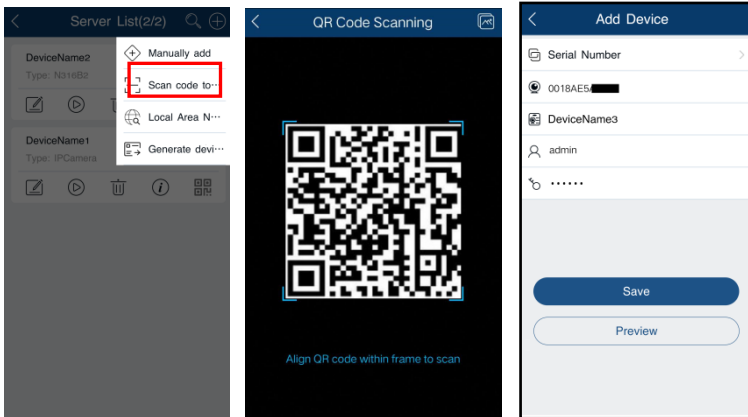 Server List(2/2)
Manually add
DeviceName2
Type: N316B2
Scan code to···
Local Area N···
DeviceName1
Type: IPCamera
Generate devi···
QR Code Scanning
Align QR code within frame to scan
Add Device
Serial Number
0018AE5
DeviceName3
admin
······
Save
Preview